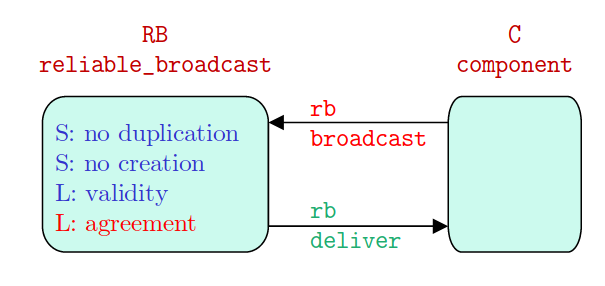 RB
reliable_broadcast
C
component
S: no duplication
S: no creation
L: validity
L: agreement
rb
broadcast
rb
deliver